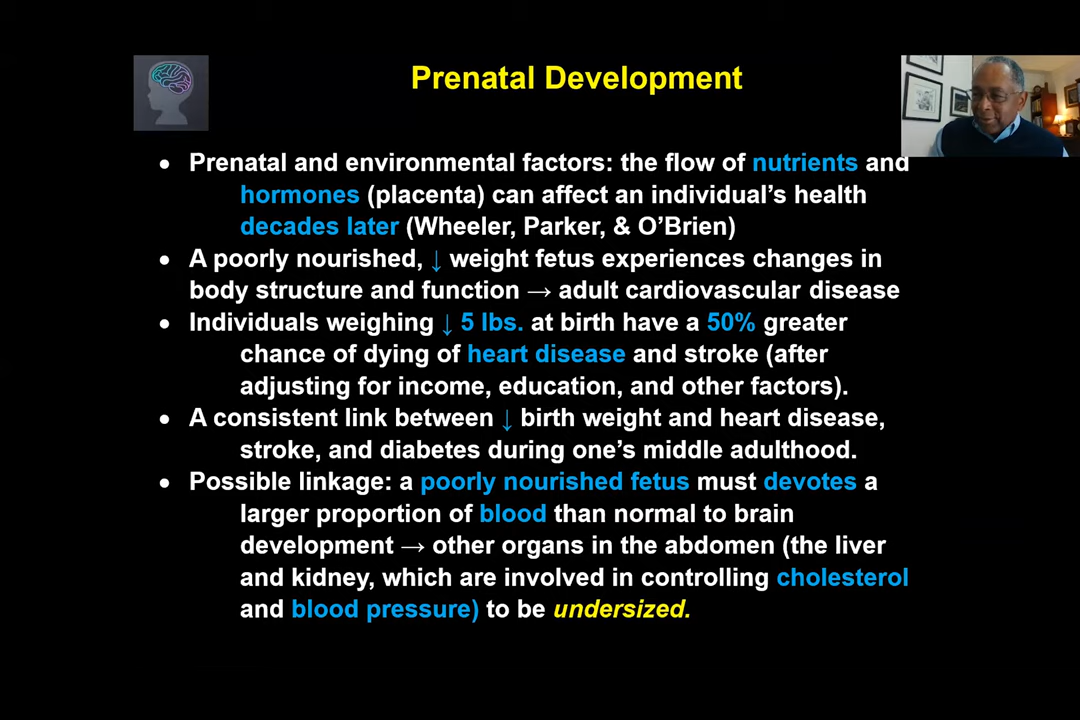 Prenatal Development
• Prenatal and environmental factors: the flow of nutrients and
hormones (placenta) can affect an individual's health
decades later (Wheeler, Parker, & O'Brien)
• A poorly nourished, ↓ weight fetus experiences changes in
body structure and function → adult cardiovascular disease
• Individuals weighing ↓ 5 lbs. at birth have a 50% greater
chance of dying of heart disease and stroke (after
adjusting for income, education, and other factors).
• A consistent link between ↓ birth weight and heart disease,
stroke, and diabetes during one's middle adulthood.
• Possible linkage: a poorly nourished fetus must devotes a
larger proportion of blood than normal to brain
development → other organs in the abdomen (the liver
and kidney, which are involved in controlling cholesterol
and blood pressure) to be undersized.